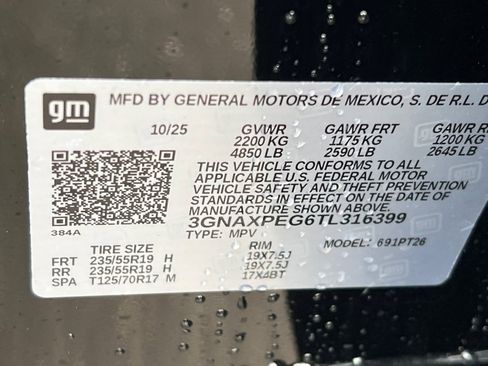 gm
MFD BY GENERAL MOTORS DE MEXICO, S. DE R.L. D
10/25 GVWR GAWR FRT GAWR R
2200 KG 1175 KG 1200 KG
4850 LB 2590 LB 2645 LB
THIS VEHICLE CONFORMS TO ALL
APPLICABLE U.S. FEDERAL MOTOR
VEHICLE SAFETY AND THEFT PREVENTION
STANDARDS IN EFFECT ON THE DATE OF
MANUFACTURE SHOWN ABOVE.
3GNAXPEG6TL316399
384A
TYPE: MPV MODEL: 691PT26
TIRE SIZE RIM
FRT 235/55R19 H 19X7.5J
RR 235/55R19 H 19X7.5J
SPA T125/70R17 M 17X4BT